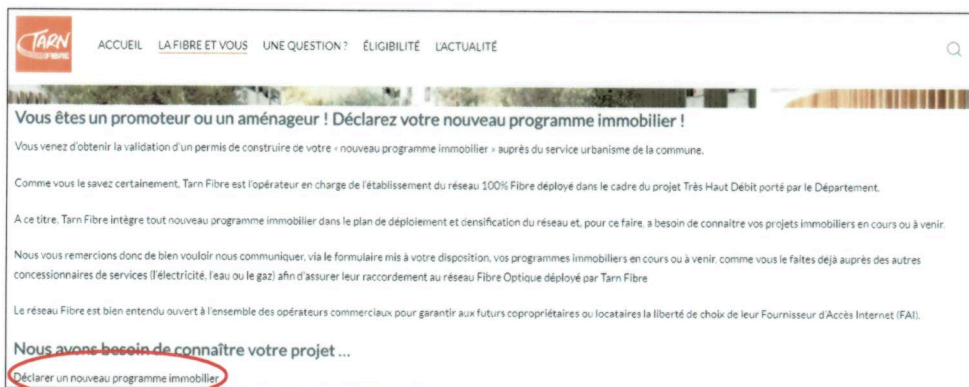 TARN
FIBRE
ACCUEIL LA FIBRE ET VOUS UNE QUESTION ? ÉLIGIBILITÉ L'ACTUALITÉ
Vous êtes un promoteur ou un aménageur ! Déclarez votre nouveau programme immobilier !
Vous venez d'obtenir la validation d'un permis de construire de votre « nouveau programme immobilier » auprès du service urbanisme de la commune.
Comme vous le savez certainement, Tarn Fibre est l'opérateur en charge de l'établissement du réseau 100% Fibre déployé dans le cadre du projet Très Haut Débit porté par le Département.
A ce titre, Tarn Fibre intègre tout nouveau programme immobilier dans le plan de déploiement et densification du réseau et, pour ce faire, a besoin de connaitre vos projets immobiliers en cours ou à venir.
Nous vous remercions donc de bien vouloir nous communiquer, via le formulaire mis à votre disposition, vos programmes immobiliers en cours ou à venir, comme vous le faites déjà auprès des autres
concessionnaires de services (l'électricité, l'eau ou le gaz) afin d'assurer leur raccordement au réseau Fibre Optique déployé par Tarn Fibre
Le réseau Fibre est bien entendu ouvert à l'ensemble des opérateurs commerciaux pour garantir aux futurs copropriétaires ou locataires la liberté de choix de leur Fournisseur d'Accès Internet (FAI).
Nous avons besoin de connaître votre projet ...
Déclarer un nouveau programme immobilier